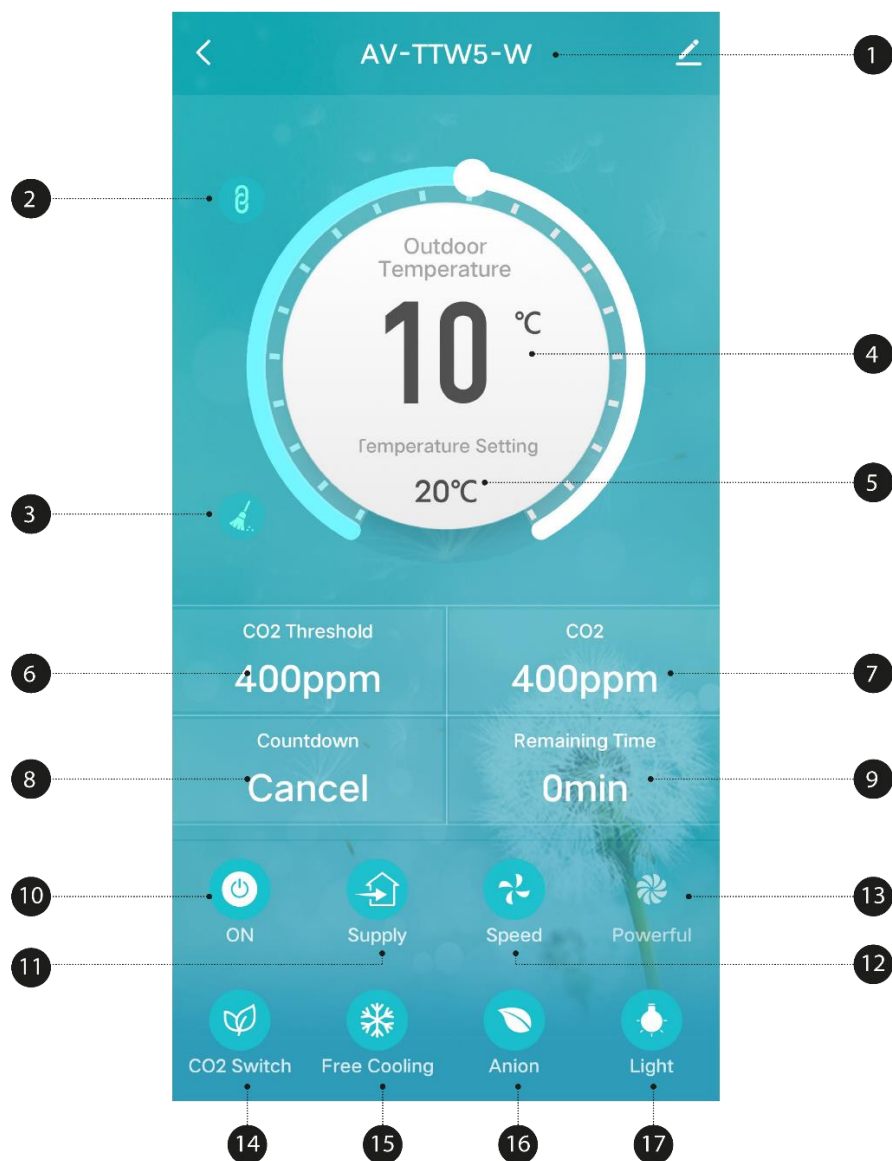 AV-TTW5-W
1
2
Outdoor
Temperature
10 °C
4
Temperature Setting
20°C
5
3
CO2 Threshold
CO2
6
400ppm
400ppm
7
Countdown
Remaining Time
8
Cancel
0min
9
10
13
ON
Supply
Speed
Powerful
11
12
CO2 Switch
Free Cooling
Anion
Light
14
15
16
17